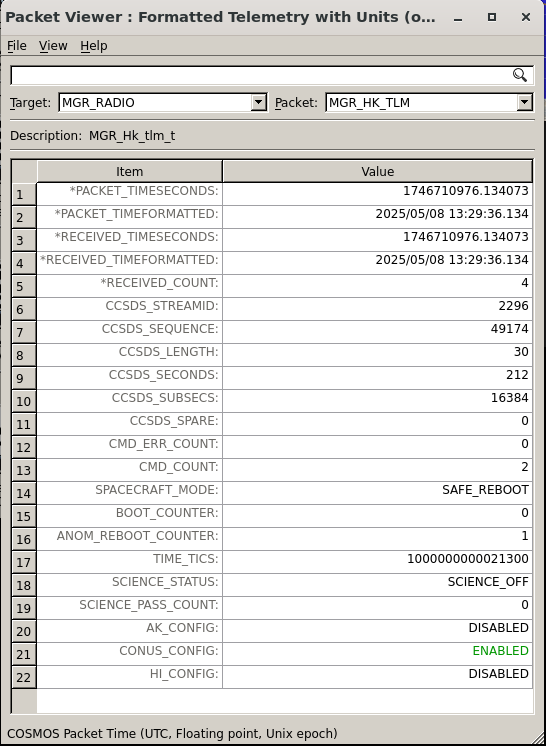 Packet Viewer : Formatted Telemetry with Units (o...
File View Help
Target: MGR_RADIO Packet: MGR_HK_TLM
Description: MGR_Hk_tlm_t
Item Value
1 *PACKET_TIMESECONDS: 1746710976.134073
2 *PACKET_TIMEFORMATTED: 2025/05/08 13:29:36.134
3 *RECEIVED_TIMESECONDS: 1746710976.134073
4 *RECEIVED_TIMEFORMATTED: 2025/05/08 13:29:36.134
5 *RECEIVED_COUNT: 4
6 CCSDS_STREAMID: 2296
7 CCSDS_SEQUENCE: 49174
8 CCSDS_LENGTH: 30
9 CCSDS_SECONDS: 212
10 CCSDS_SUBSECS: 16384
11 CCSDS_SPARE: 0
12 CMD_ERR_COUNT: 0
13 CMD_COUNT: 2
14 SPACECRAFT_MODE: SAFE_REBOOT
15 BOOT_COUNTER: 0
16 ANOM_REBOOT_COUNTER: 1
17 TIME_TICS: 1000000000021300
18 SCIENCE_STATUS: SCIENCE_OFF
19 SCIENCE_PASS_COUNT: 0
20 AK_CONFIG: DISABLED
21 CONUS_CONFIG: ENABLED
22 HI_CONFIG: DISABLED
COSMOS Packet Time (UTC, Floating point, Unix epoch)